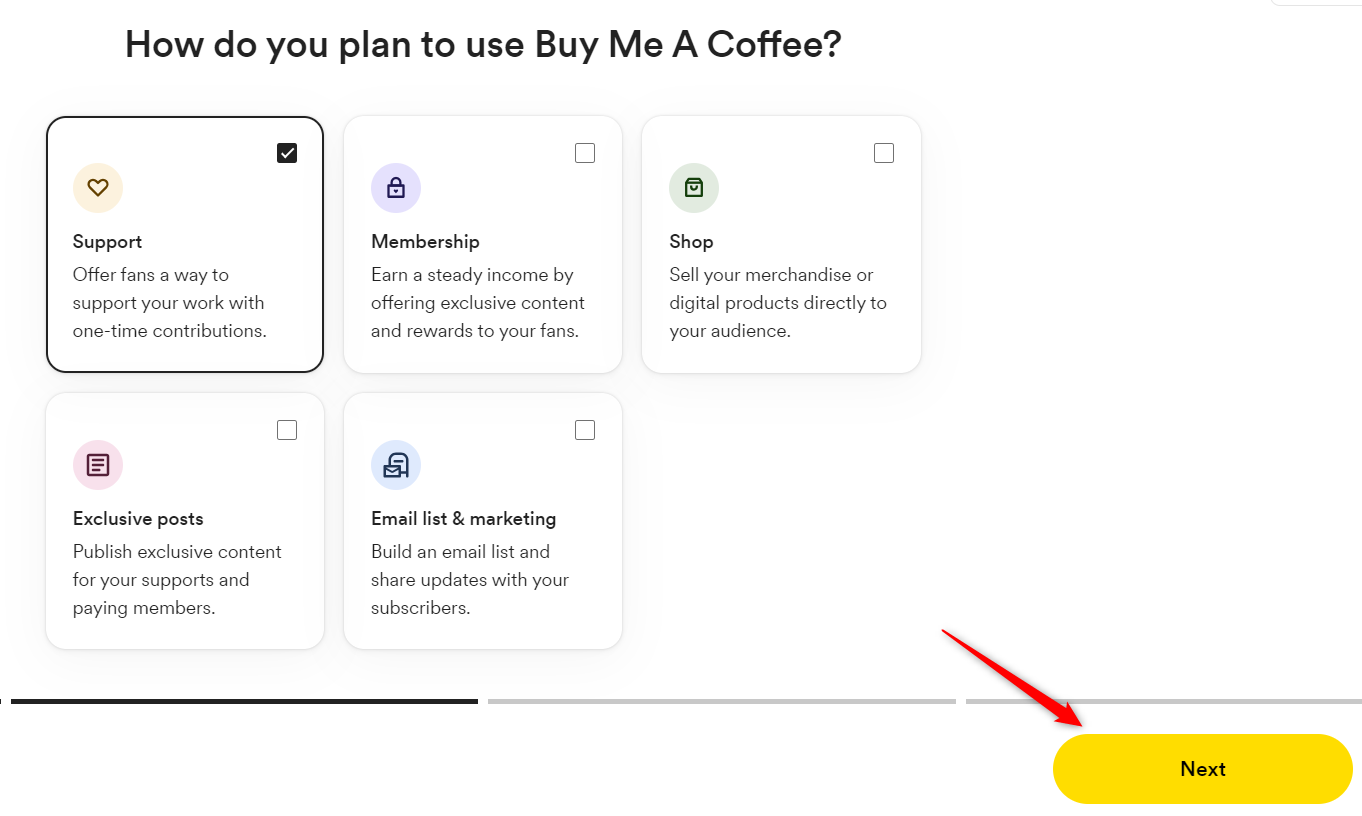 How do you plan to use Buy Me A Coffee?
Support
Offer fans a way to
support your work with
one-time contributions.
Membership
Earn a steady income by
offering exclusive content
and rewards to your fans.
Shop
Sell your merchandise or
digital products directly to
your audience.
Exclusive posts
Publish exclusive content
for your supports and
paying members.
Email list & marketing
Build an email list and
share updates with your
subscribers.
Next